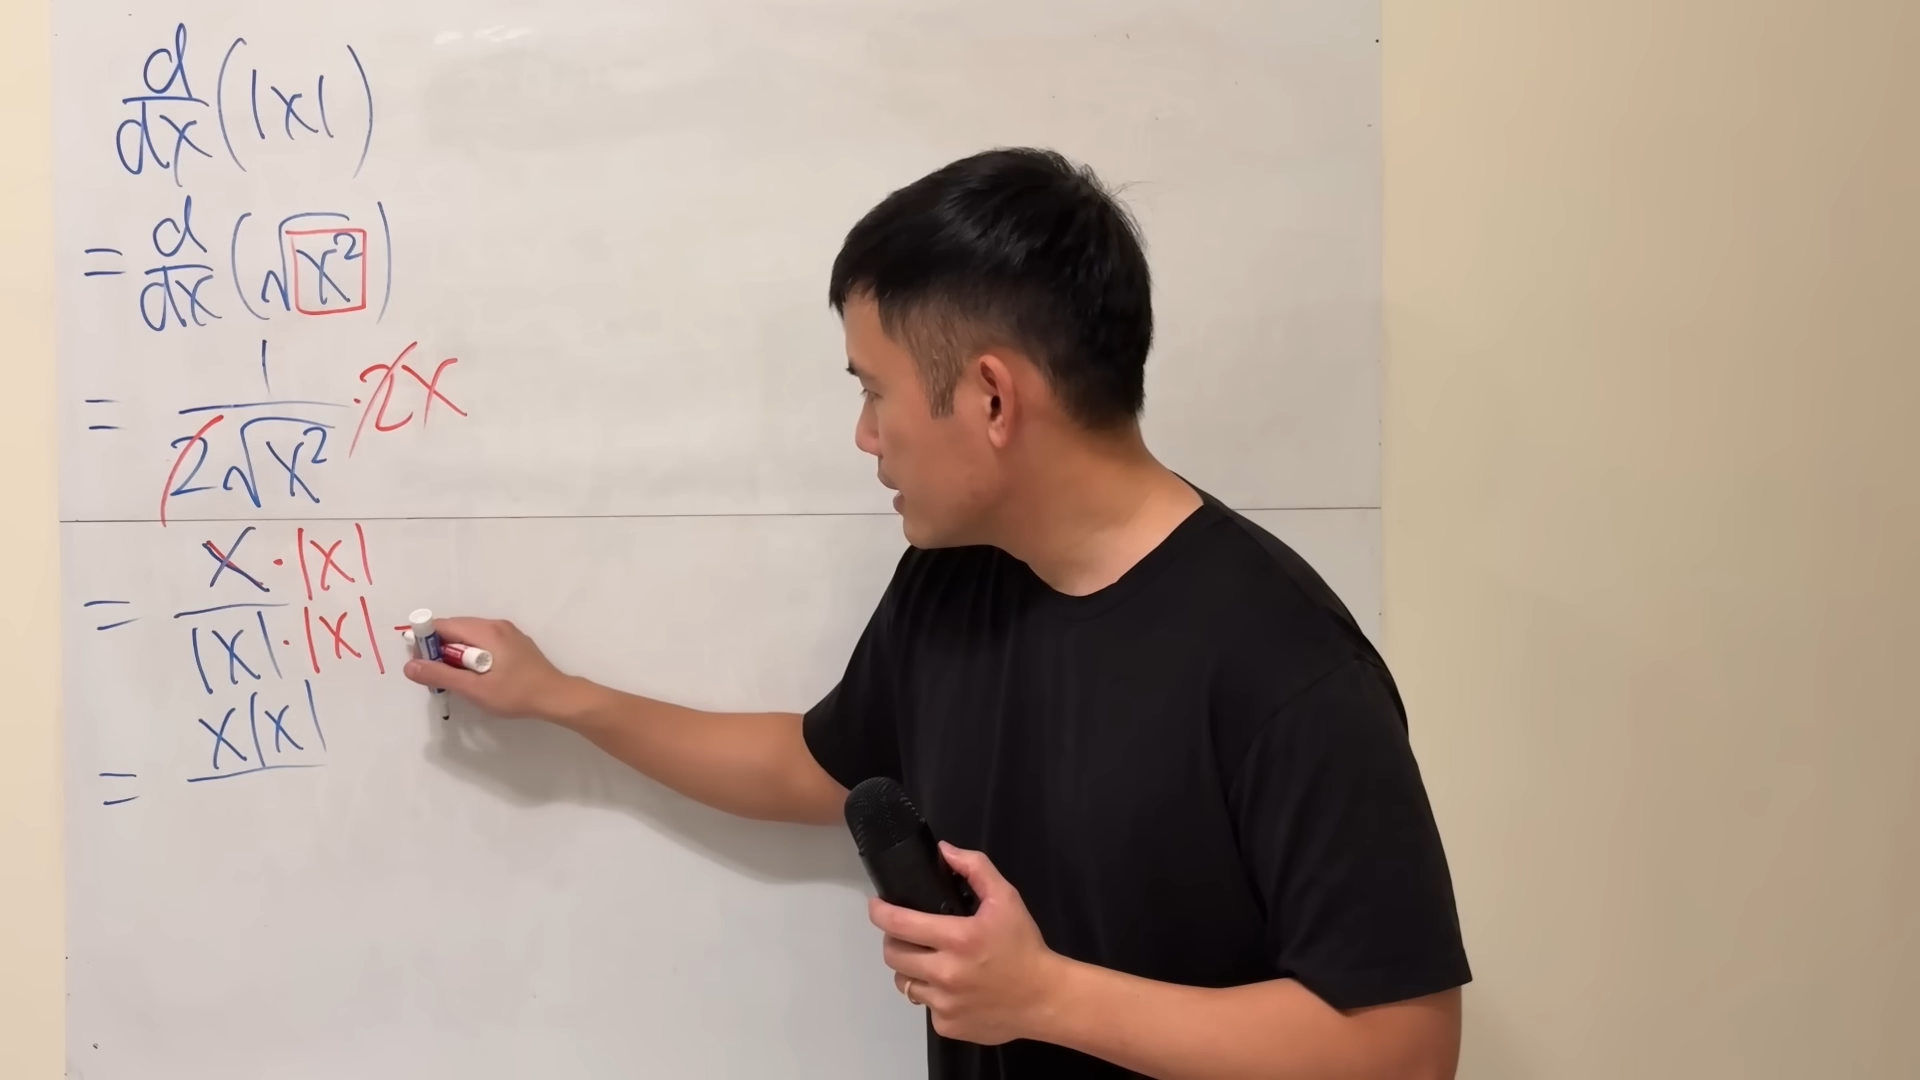 d/dx (|x|)
= d/dx (√x²)
= 1/(2√x²) · 2x
= (x · |x|)/(|x| · |x|)
= x|x|